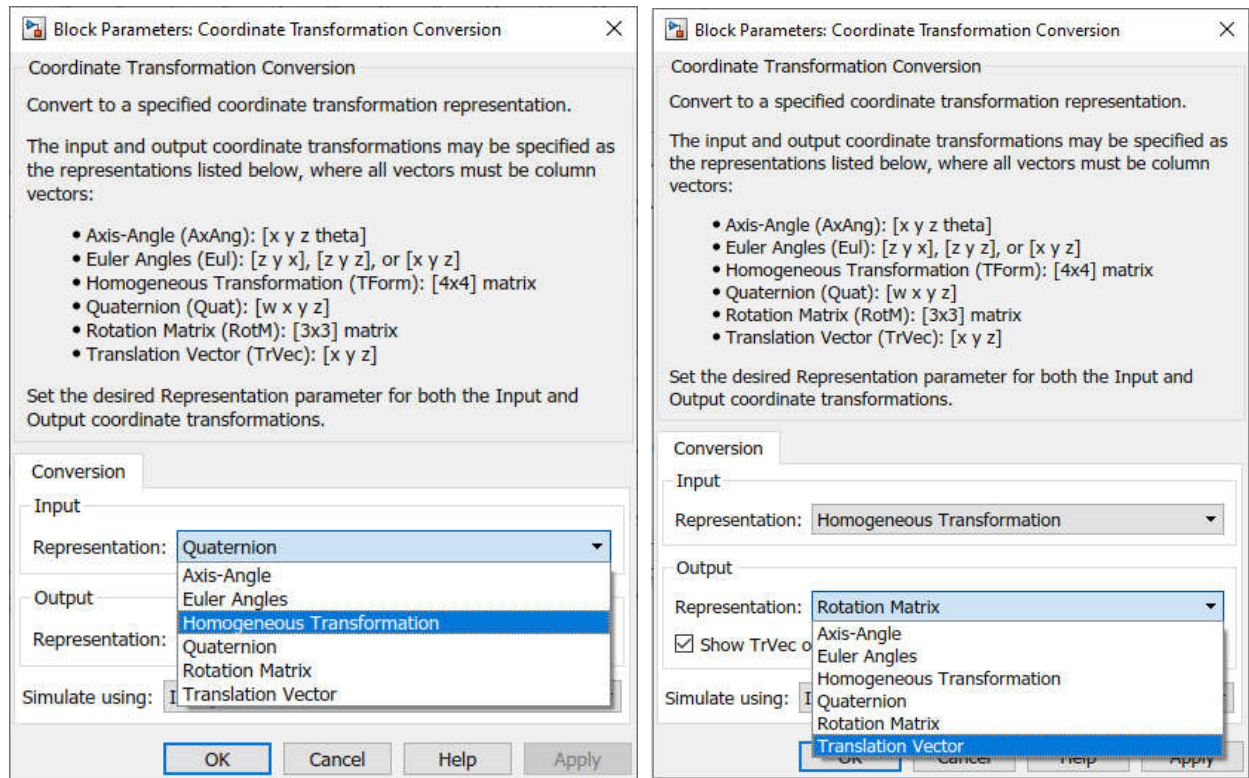 Block Parameters: Coordinate Transformation Conversion
Coordinate Transformation Conversion
Convert to a specified coordinate transformation representation.
The input and output coordinate transformations may be specified as
the representations listed below, where all vectors must be column
vectors:
• Axis-Angle (AxAng): [x y z theta]
• Euler Angles (Eul): [z y x], [z y z], or [x y z]
• Homogeneous Transformation (TForm): [4x4] matrix
• Quaternion (Quat): [w x y z]
• Rotation Matrix (RotM): [3x3] matrix
• Translation Vector (TrVec): [x y z]
Set the desired Representation parameter for both the Input and
Output coordinate transformations.
Conversion
Input
Representation: Quaternion
Axis-Angle
Euler Angles
Homogeneous Transformation
Quaternion
Rotation Matrix
Translation Vector
Output
Representation:
Simulate using: I
OK Cancel Help Apply
Block Parameters: Coordinate Transformation Conversion
Coordinate Transformation Conversion
Convert to a specified coordinate transformation representation.
The input and output coordinate transformations may be specified as
the representations listed below, where all vectors must be column
vectors:
• Axis-Angle (AxAng): [x y z theta]
• Euler Angles (Eul): [z y x], [z y z], or [x y z]
• Homogeneous Transformation (TForm): [4x4] matrix
• Quaternion (Quat): [w x y z]
• Rotation Matrix (RotM): [3x3] matrix
• Translation Vector (TrVec): [x y z]
Set the desired Representation parameter for both the Input and
Output coordinate transformations.
Conversion
Input
Representation: Homogeneous Transformation
Output
Representation: Rotation Matrix
Show TrVec o
Axis-Angle
Euler Angles
Homogeneous Transformation
Quaternion
Rotation Matrix
Translation Vector
Simulate using: I